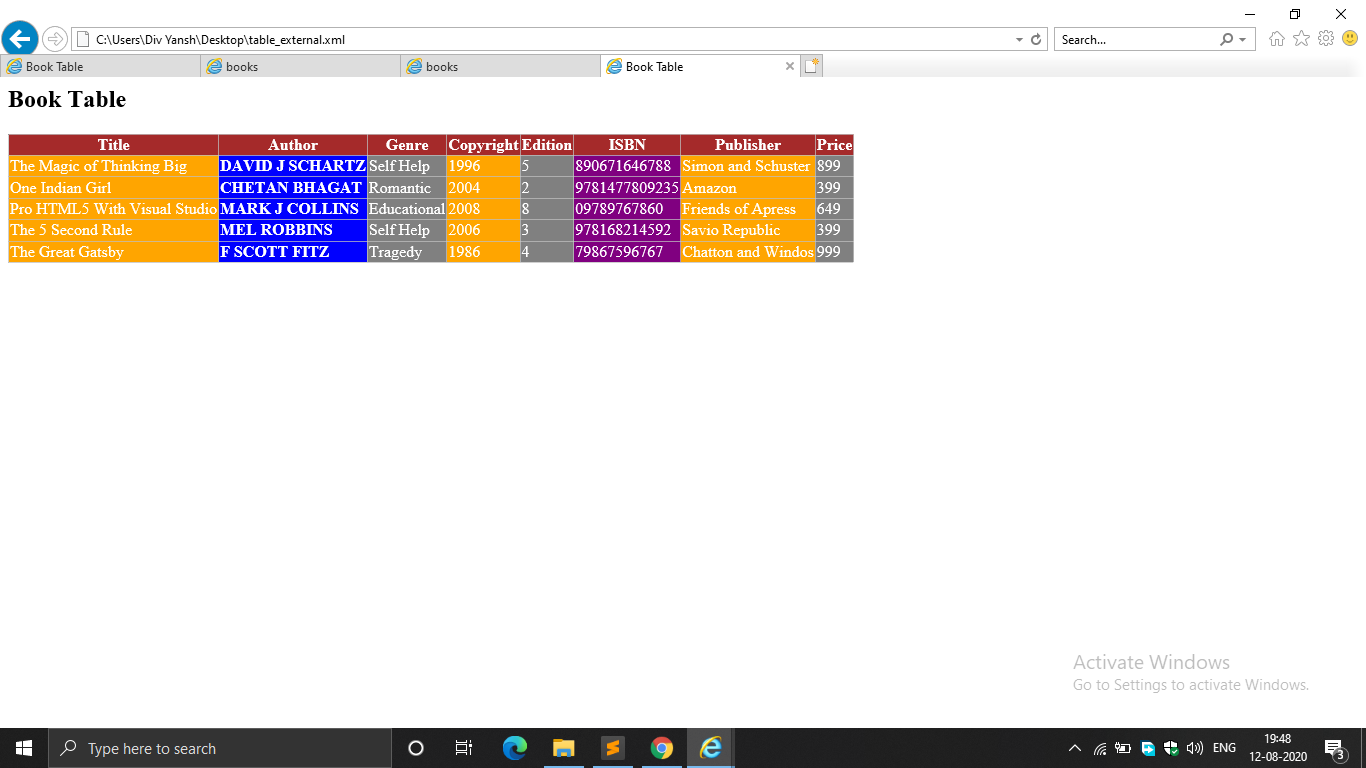 C:\Users\Div Yansh\Desktop\table_external.xml
Search...
Book Table
books
books
Book Table
Book Table
Title Author Genre Copyright Edition ISBN Publisher Price
The Magic of Thinking Big DAVID J SCHARTZ Self Help 1996 5 890671646788 Simon and Schuster 899
One Indian Girl CHETAN BHAGAT Romantic 2004 2 9781477809235 Amazon 399
Pro HTML5 With Visual Studio MARK J COLLINS Educational 2008 8 09789767860 Friends of Apress 649
The 5 Second Rule MEL ROBBINS Self Help 2006 3 978168214592 Savio Republic 399
The Great Gatsby F SCOTT FITZ Tragedy 1986 4 79867596767 Chatton and Windos 999
Activate Windows
Go to Settings to activate Windows.
Type here to search
ENG
19:48
12-08-2020
3